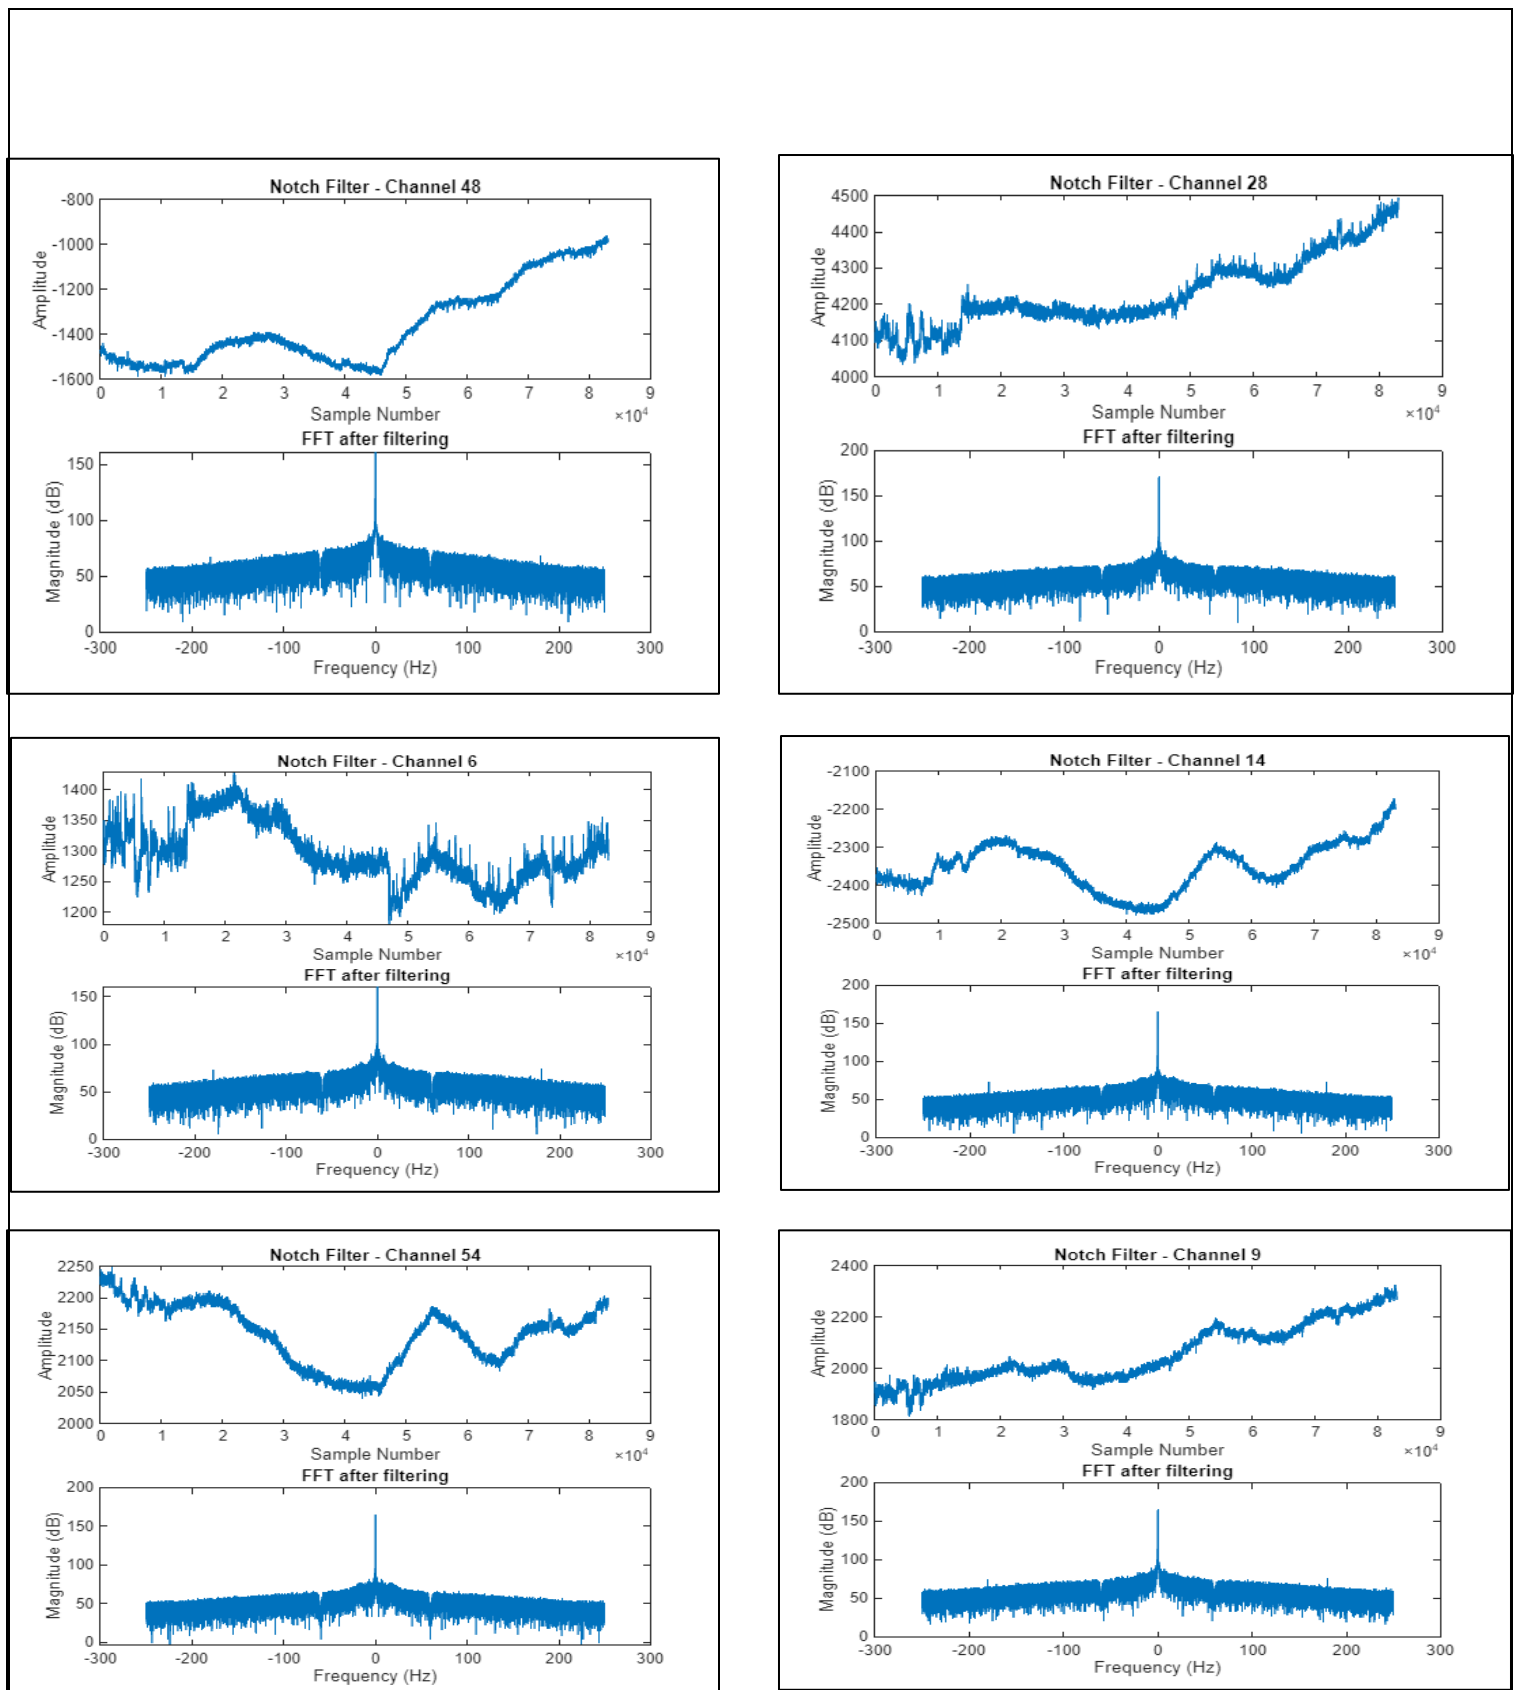 Notch Filter - Channel 48
-800
-1000
-1200
-1400
-1600
Amplitude
0 1 2 3 4 5 6 7 8 9
Sample Number
×10⁴
FFT after filtering
150
100
50
0
Magnitude (dB)
-300 -200 -100 0 100 200 300
Frequency (Hz)
Notch Filter - Channel 28
4500
4400
4300
4200
4100
4000
Amplitude
0 1 2 3 4 5 6 7 8 9
Sample Number
×10⁴
FFT after filtering
200
150
100
50
0
Magnitude (dB)
-300 -200 -100 0 100 200 300
Frequency (Hz)
Notch Filter - Channel 6
1400
1350
1300
1250
1200
Amplitude
0 1 2 3 4 5 6 7 8 9
Sample Number
×10⁴
FFT after filtering
150
100
50
0
Magnitude (dB)
-300 -200 -100 0 100 200 300
Frequency (Hz)
Notch Filter - Channel 14
-2100
-2200
-2300
-2400
-2500
Amplitude
0 1 2 3 4 5 6 7 8 9
Sample Number
×10⁴
FFT after filtering
200
150
100
50
0
Magnitude (dB)
-300 -200 -100 0 100 200 300
Frequency (Hz)
Notch Filter - Channel 54
2250
2200
2150
2100
2050
2000
Amplitude
0 1 2 3 4 5 6 7 8 9
Sample Number
×10⁴
FFT after filtering
200
150
100
50
0
Magnitude (dB)
-300 -200 -100 0 100 200 300
Frequency (Hz)
Notch Filter - Channel 9
2400
2200
2000
1800
Amplitude
0 1 2 3 4 5 6 7 8 9
Sample Number
×10⁴
FFT after filtering
200
150
100
50
0
Magnitude (dB)
-300 -200 -100 0 100 200 300
Frequency (Hz)